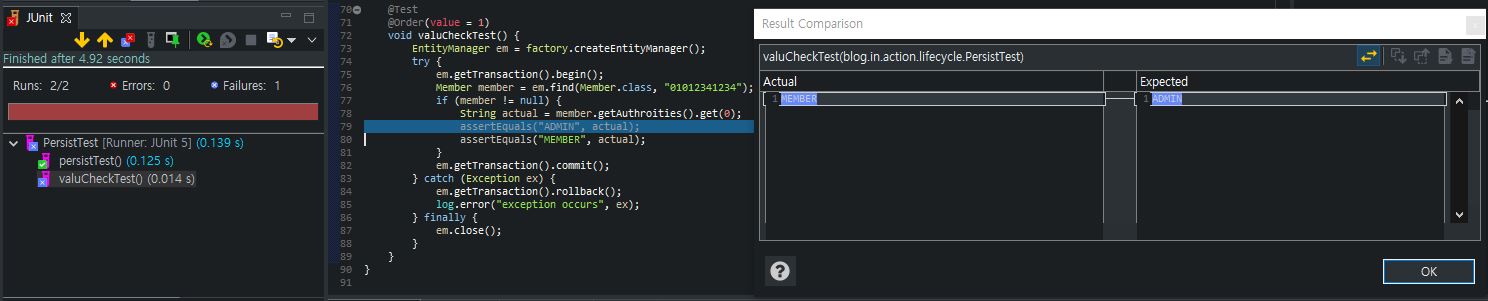 JUnit
Finished after 4.92 seconds
Runs: 2/2
Errors: 0
Failures: 1
PersistTest [Runner: JUnit 5] (0.139 s)
persistTest() (0.125 s)
valuCheckTest() (0.014 s)
70 @Test
71 @Order(value = 1)
72 void valuCheckTest() {
73 EntityManager em = factory.createEntityManager();
74 try {
75 em.getTransaction().begin();
76 Member member = em.find(Member.class, "01012341234");
77 if (member != null) {
78 String actual = member.getAuthroities().get(0);
79 assertEquals("ADMIN", actual);
80 assertEquals("MEMBER", actual);
81 }
82 em.getTransaction().commit();
83 } catch (Exception ex) {
84 em.getTransaction().rollback();
85 log.error("exception occurs", ex);
86 } finally {
87 em.close();
88 }
89 }
90 }
91
Result Comparison
valuCheckTest(blog.in.action.lifecycle.PersistTest)
Actual
Expected
1 MEMBER
1 ADMIN
OK